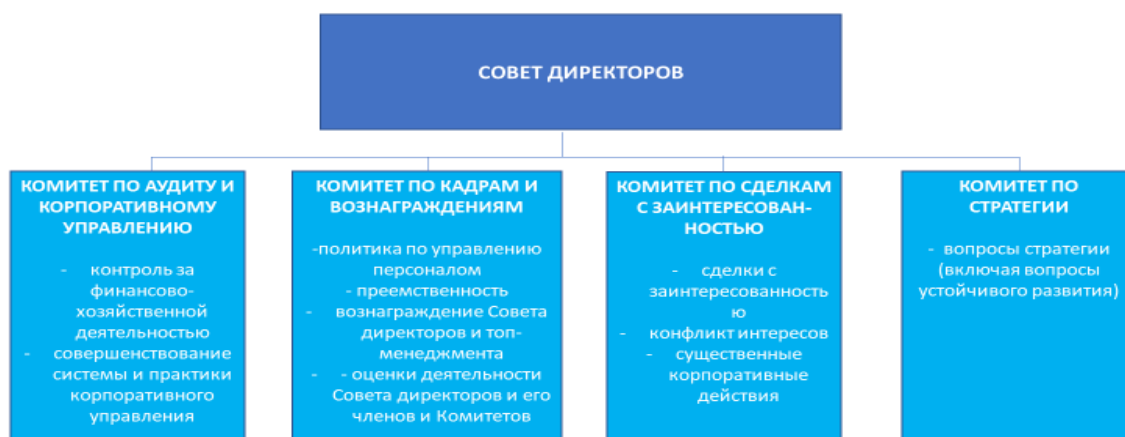 СОВЕТ ДИРЕКТОРОВ
КОМИТЕТ ПО АУДИТУ И
КОРПОРАТИВНОМУ
УПРАВЛЕНИЮ
- контроль за
финансово-
хозяйственной
деятельностью
- совершенствование
системы и практики
корпоративного
управления
КОМИТЕТ ПО КАДРАМ И
ВОЗНАГРАЖДЕНИЯМ
-политика по управлению
персоналом
- преемственность
- вознаграждение Совета
директоров и топ-
менеджмента
- - оценки деятельности
Совета директоров и его
членов и Комитетов
КОМИТЕТ ПО СДЕЛКАМ
С ЗАИНТЕРЕСОВАН-
НОСТЬЮ
- сделки с
заинтересованность
ю
- конфликт интересов
- существенные
корпоративные
действия
КОМИТЕТ ПО
СТРАТЕГИИ
- вопросы стратегии
(включая вопросы
устойчивого развития)